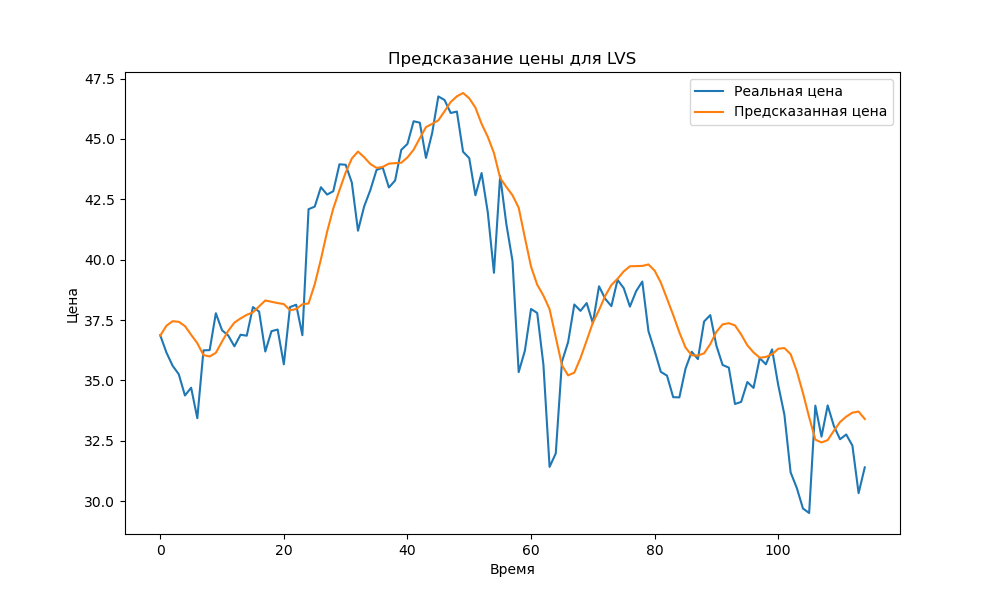 Предсказание цены для LVS
Реальная цена
Предсказанная цена
Цена
47.5
45.0
42.5
40.0
37.5
35.0
32.5
30.0
0 20 40 60 80 100
Время